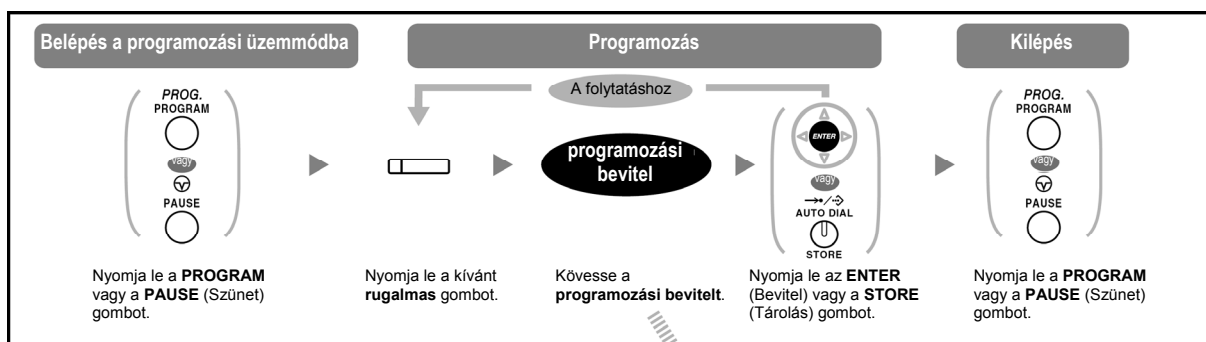 Belépés a programozási üzemmódba
Programozás
Kilépés
A folytatáshoz
PROG.
PROGRAM
vagy
PAUSE
programozási
bevitel
ENTER
vagy
AUTO DIAL
STORE
PROG.
PROGRAM
vagy
PAUSE
Nyomja le a PROGRAM
vagy a PAUSE (Szünet)
gombot.
Nyomja le a kívánt
rugalmas gombot.
Kövesse a
programozási bevitelt.
Nyomja le az ENTER
(Bevitel) vagy a STORE
(Tárolás) gombot.
Nyomja le a PROGRAM
vagy a PAUSE (Szünet)
gombot.